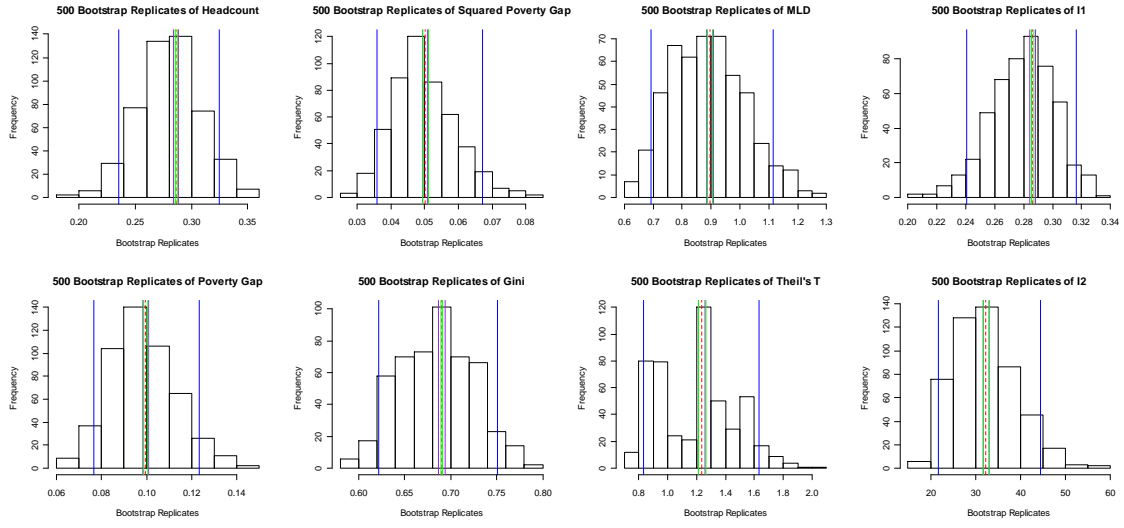 500 Bootstrap Replicates of Headcount
Frequency
0 20 40 60 80 100 120 140
0.20 0.25 0.30 0.35
Bootstrap Replicates
500 Bootstrap Replicates of Squared Poverty Gap
Frequency
0 20 40 60 80 100 120
0.03 0.04 0.05 0.06 0.07 0.08
Bootstrap Replicates
500 Bootstrap Replicates of MLD
Frequency
0 10 20 30 40 50 60 70
0.6 0.7 0.8 0.9 1.0 1.1 1.2 1.3
Bootstrap Replicates
500 Bootstrap Replicates of I1
Frequency
0 20 40 60 80
0.20 0.22 0.24 0.26 0.28 0.30 0.32 0.34
Bootstrap Replicates
500 Bootstrap Replicates of Poverty Gap
Frequency
0 20 40 60 80 100 120 140
0.06 0.08 0.10 0.12 0.14
Bootstrap Replicates
500 Bootstrap Replicates of Gini
Frequency
0 20 40 60 80 100
0.60 0.65 0.70 0.75 0.80
Bootstrap Replicates
500 Bootstrap Replicates of Theil's T
Frequency
0 20 40 60 80 100 120
0.8 1.0 1.2 1.4 1.6 1.8 2.0
Bootstrap Replicates
500 Bootstrap Replicates of I2
Frequency
0 20 40 60 80 100 120 140
20 30 40 50 60
Bootstrap Replicates